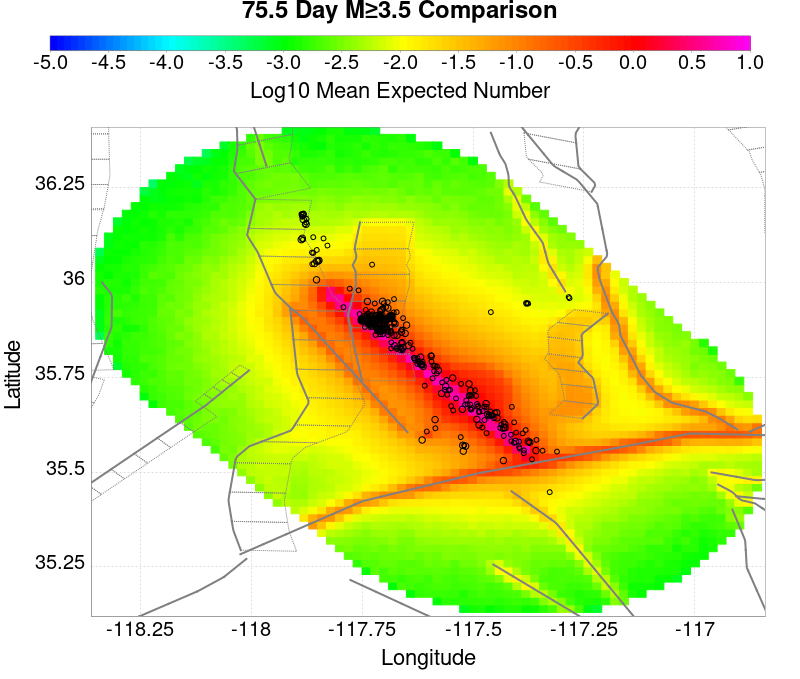 75.5 Day M≥3.5 Comparison
-5.0 -4.5 -4.0 -3.5 -3.0 -2.5 -2.0 -1.5 -1.0 -0.5 0.0 0.5 1.0
Log10 Mean Expected Number
36.25
36
35.75
35.5
35.25
Latitude
-118.25 -118 -117.75 -117.5 -117.25 -117
Longitude